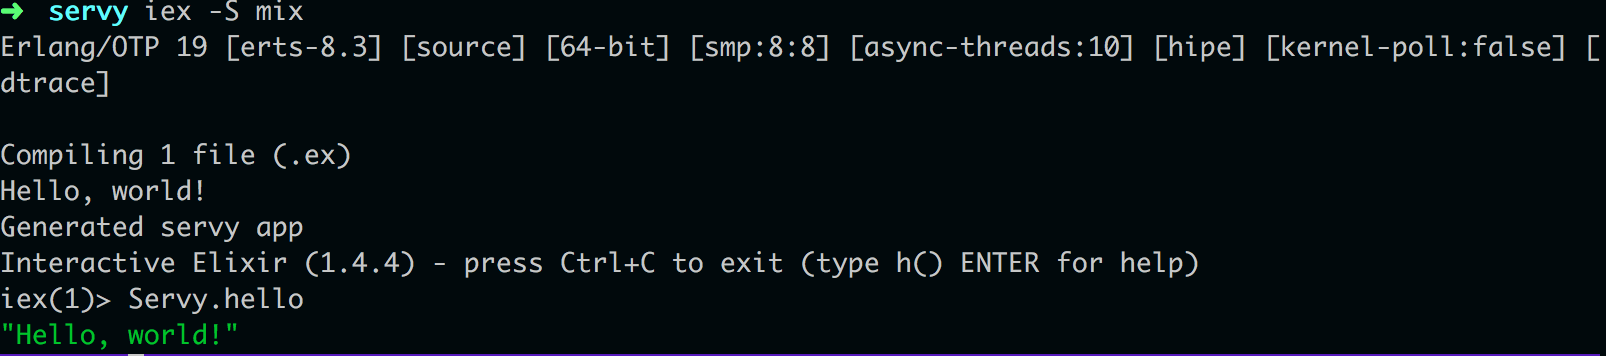 ➜ servy iex -S mix
Erlang/OTP 19 [erts-8.3] [source] [64-bit] [smp:8:8] [async-threads:10] [hipe] [kernel-poll:false] [
dtrace]
Compiling 1 file (.ex)
Hello, world!
Generated servy app
Interactive Elixir (1.4.4) - press Ctrl+C to exit (type h() ENTER for help)
iex(1)> Servy.hello
"Hello, world!"